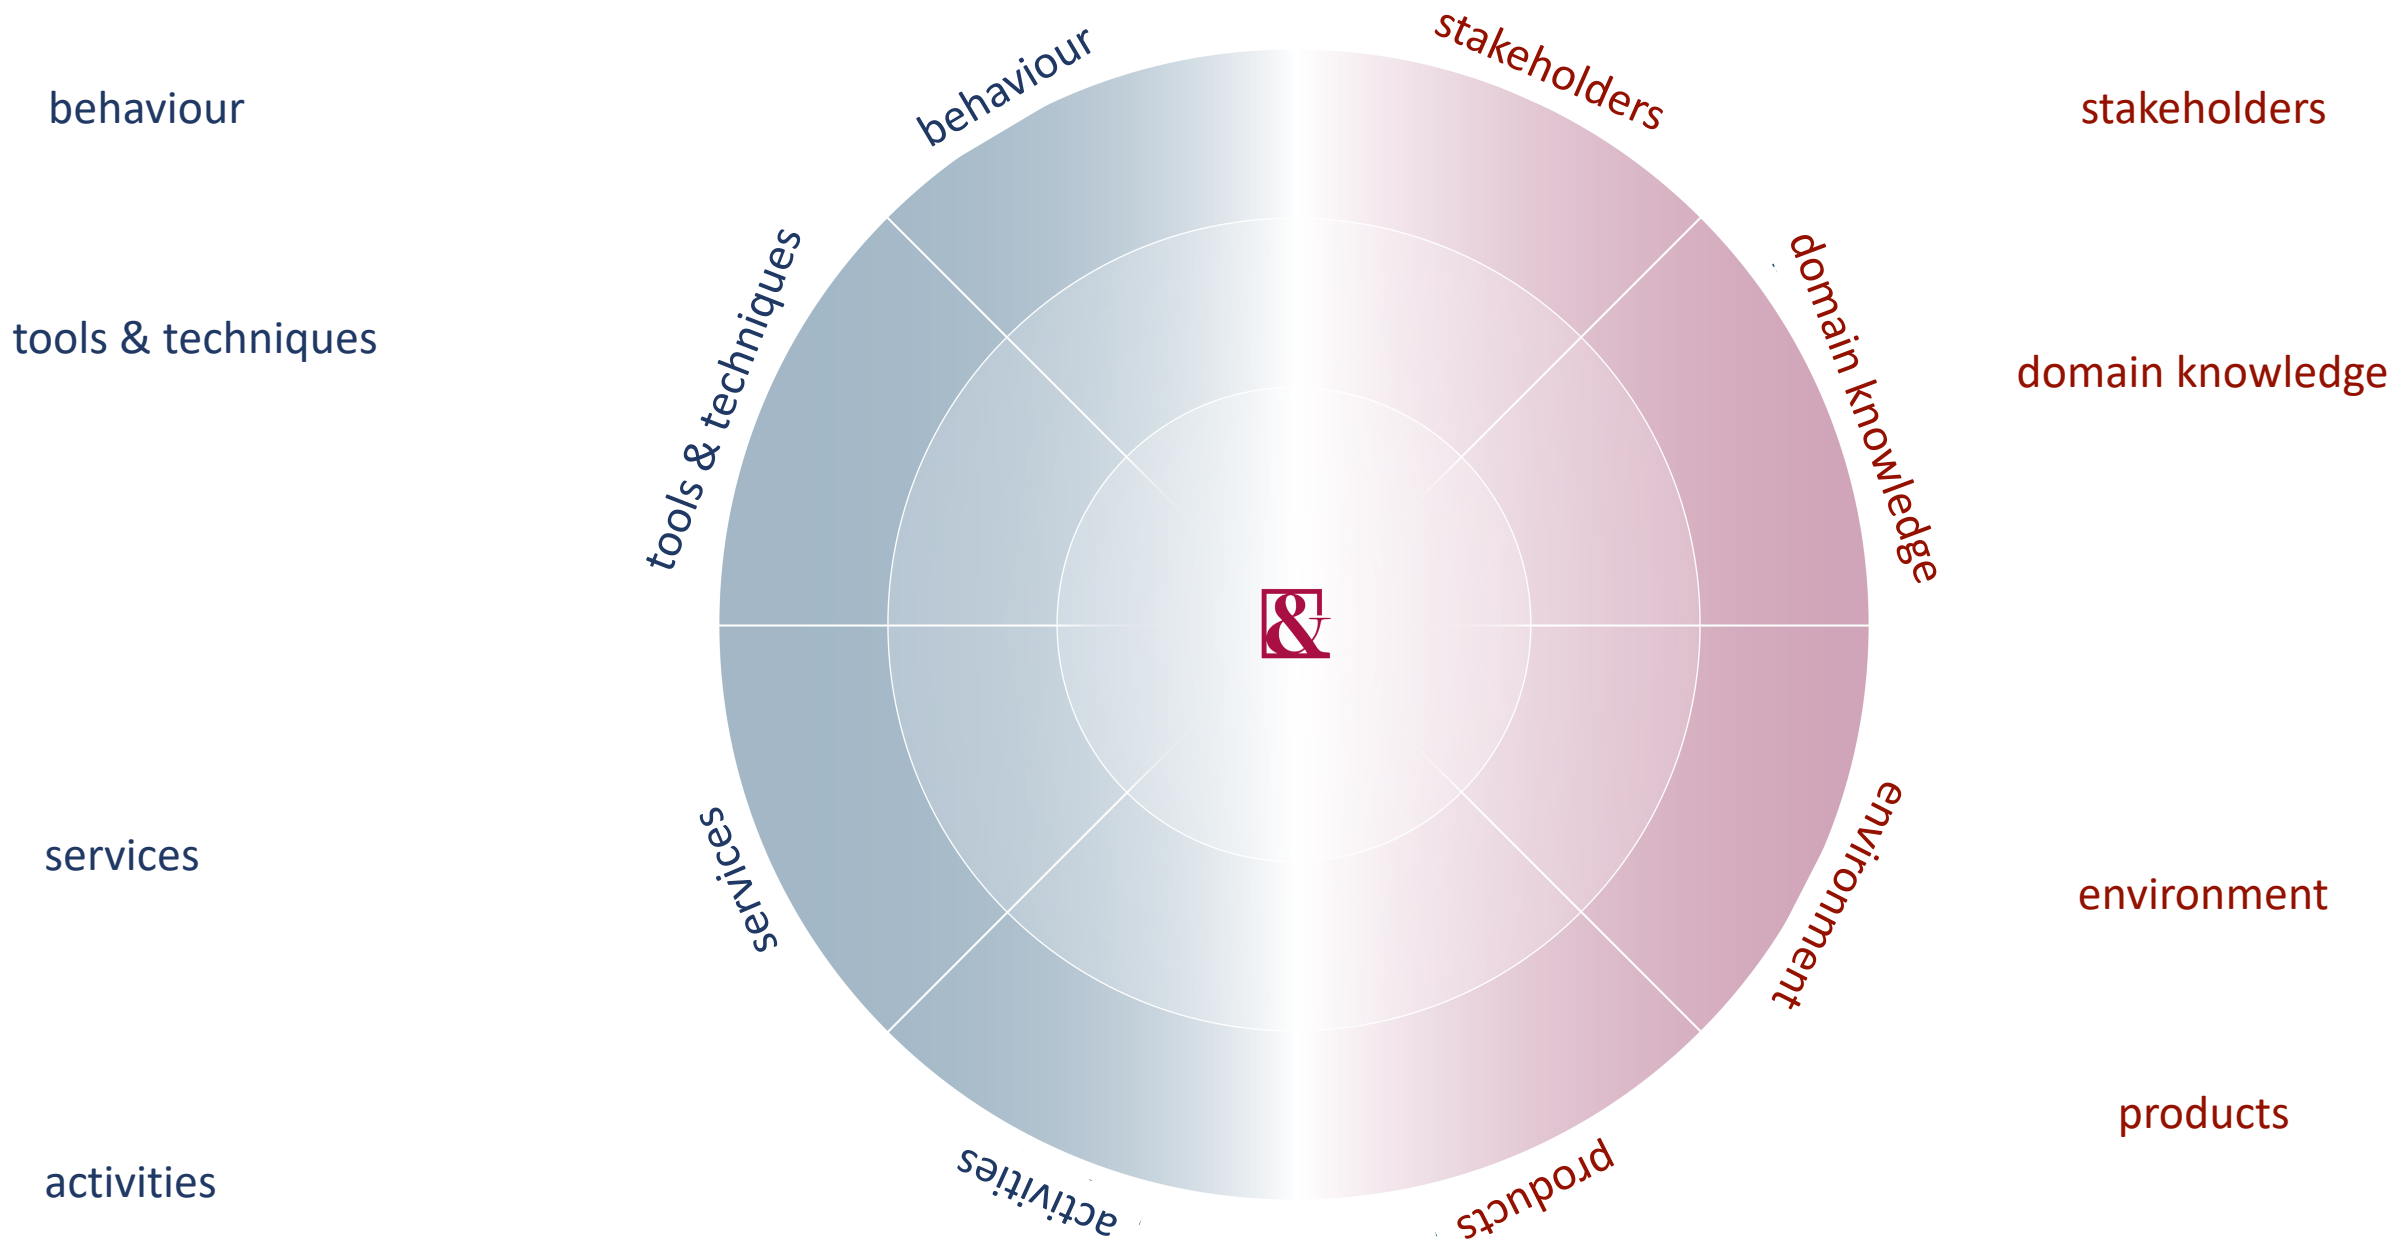 behaviour
stakeholders
behaviour
stakeholders
tools & techniques
domain knowledge
tools & techniques
domain knowledge
&
services
environment
services
environment
activities
products
activities
products